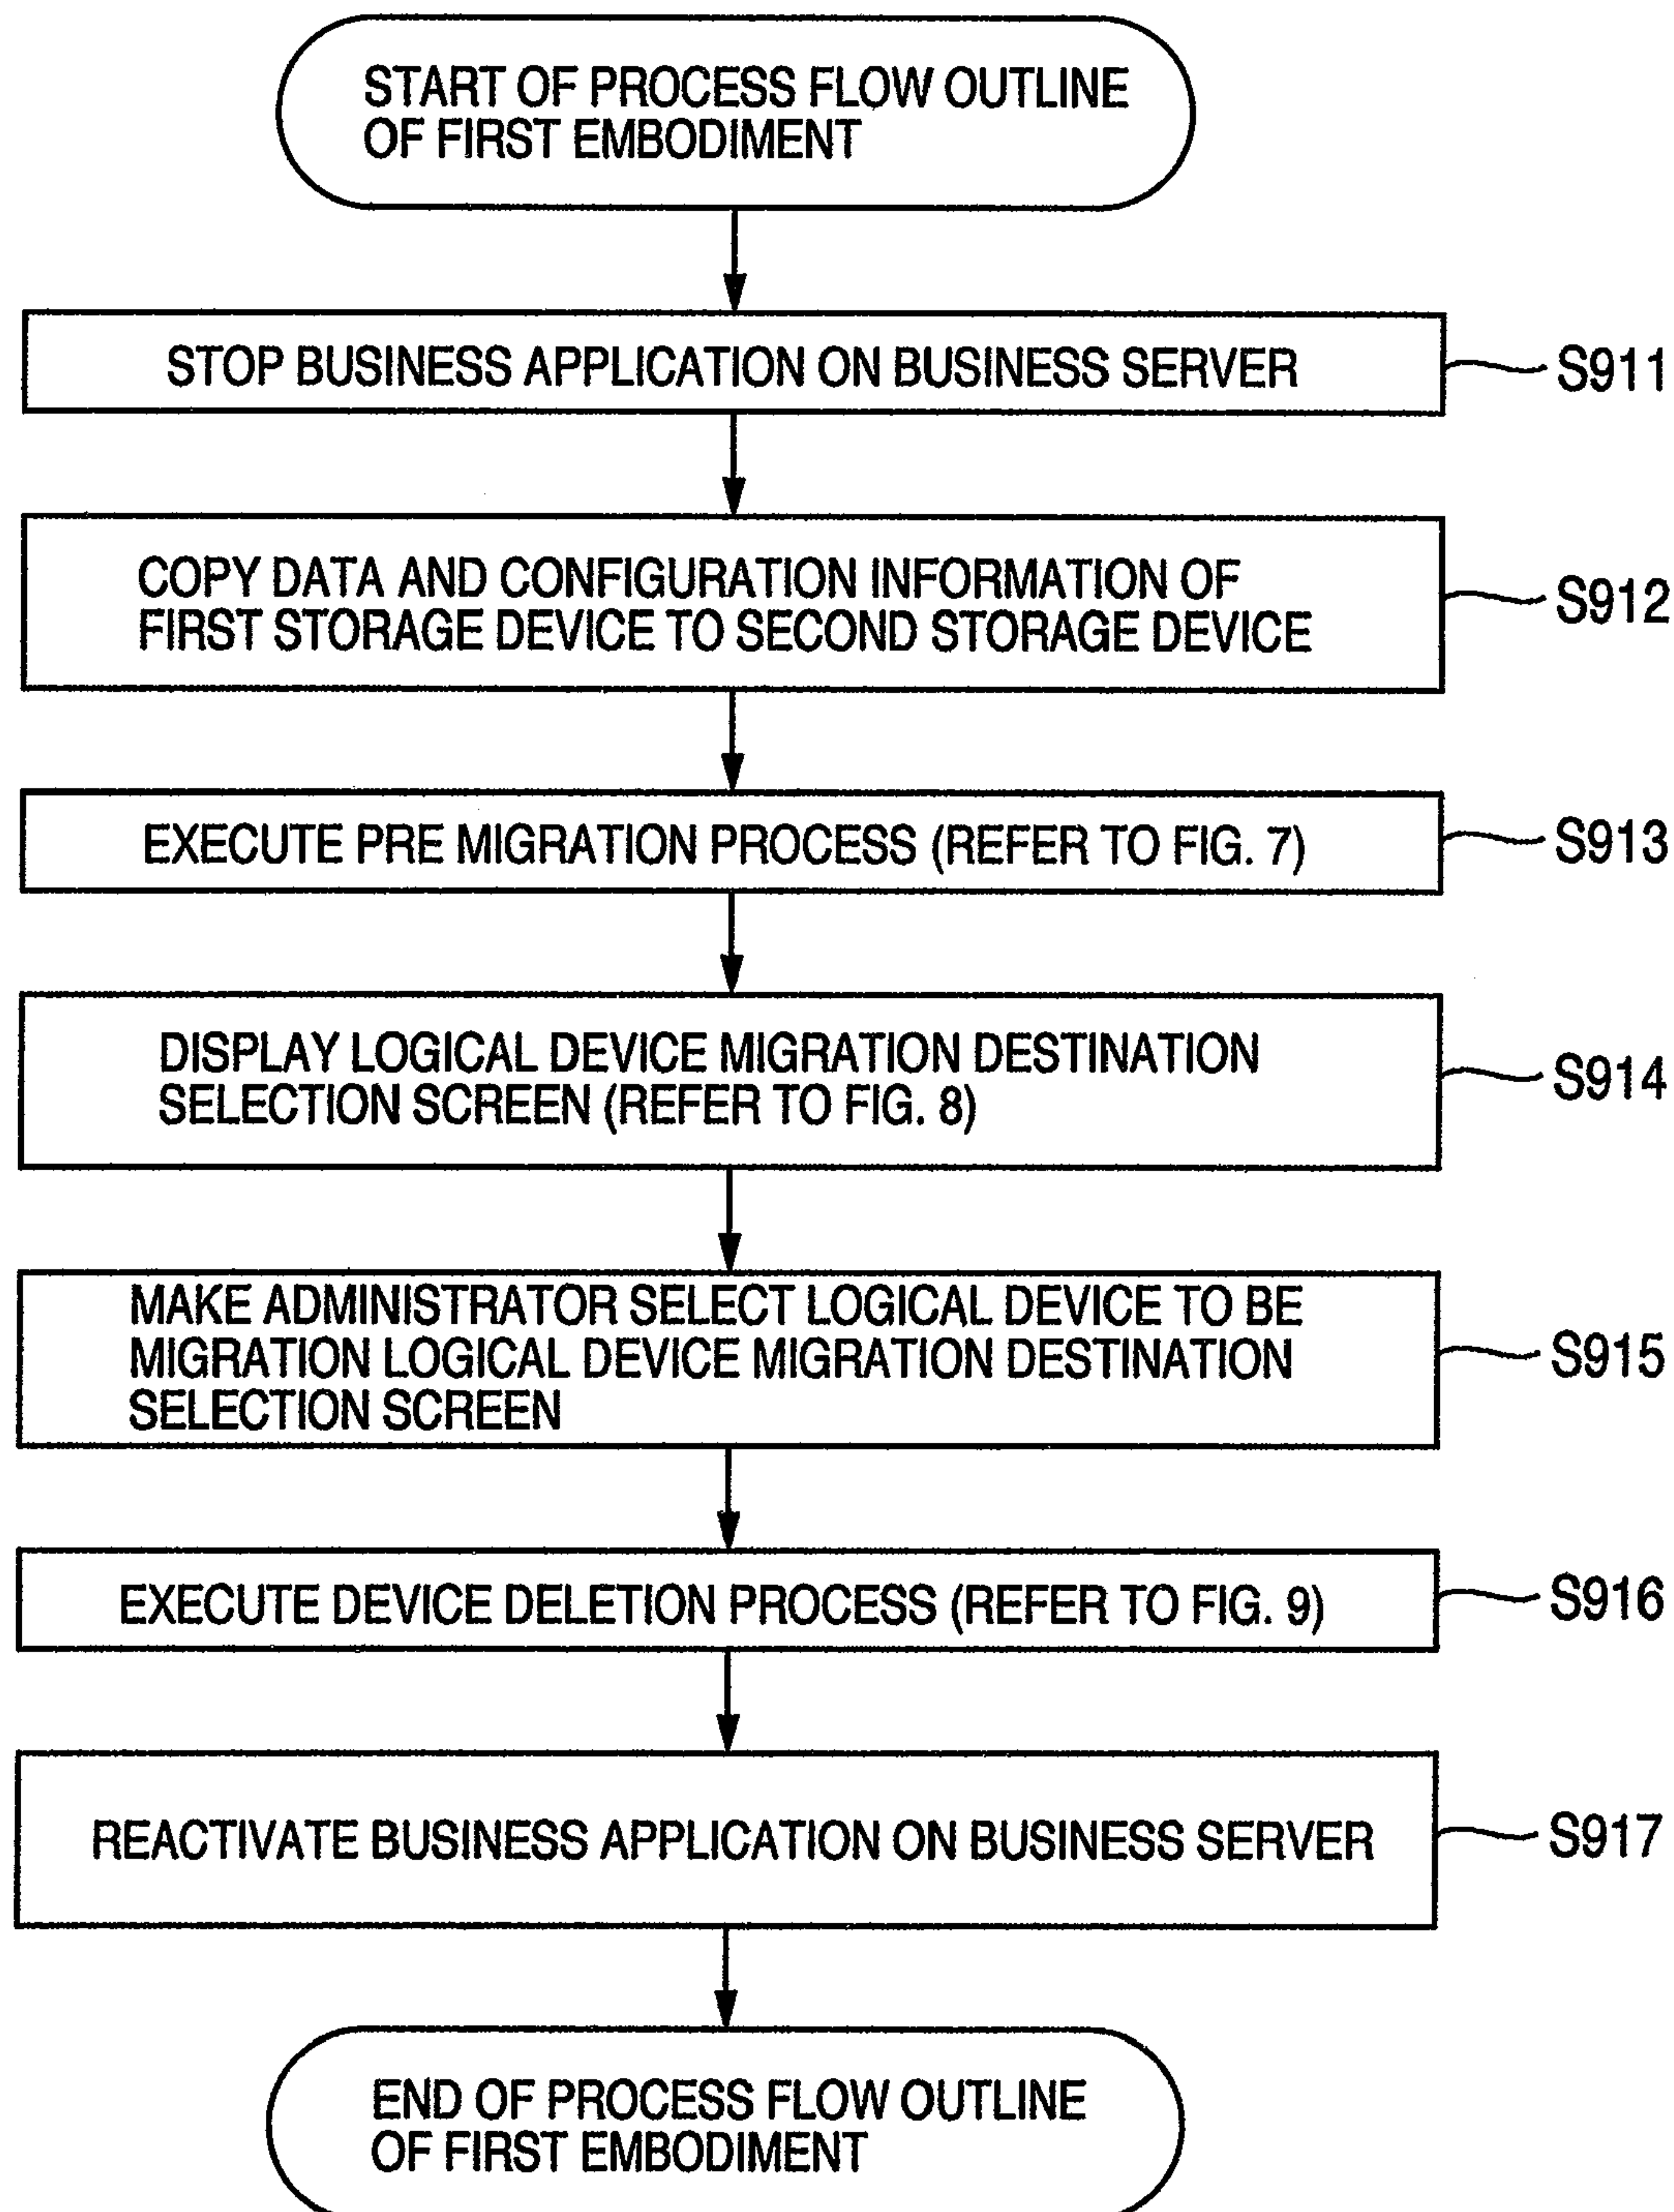 START OF PROCESS FLOW OUTLINE
OF FIRST EMBODIMENT
STOP BUSINESS APPLICATION ON BUSINESS SERVER
S911
COPY DATA AND CONFIGURATION INFORMATION OF
FIRST STORAGE DEVICE TO SECOND STORAGE DEVICE
S912
EXECUTE PRE MIGRATION PROCESS (REFER TO FIG. 7)
S913
DISPLAY LOGICAL DEVICE MIGRATION DESTINATION
SELECTION SCREEN (REFER TO FIG. 8)
S914
MAKE ADMINISTRATOR SELECT LOGICAL DEVICE TO BE
MIGRATION LOGICAL DEVICE MIGRATION DESTINATION
SELECTION SCREEN
S915
EXECUTE DEVICE DELETION PROCESS (REFER TO FIG. 9)
S916
REACTIVATE BUSINESS APPLICATION ON BUSINESS SERVER
S917
END OF PROCESS FLOW OUTLINE
OF FIRST EMBODIMENT